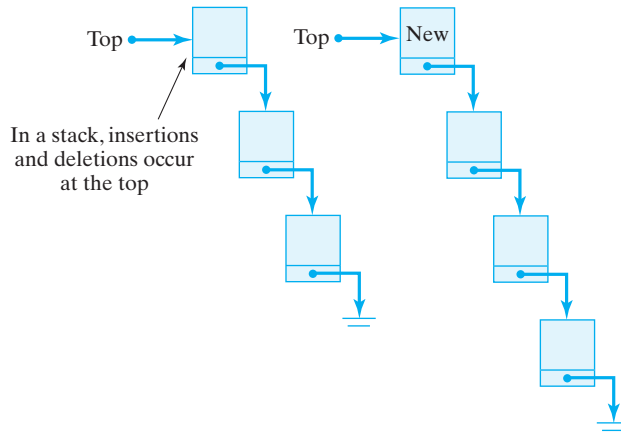 Top
Top
New
In a stack, insertions
and deletions occur
at the top